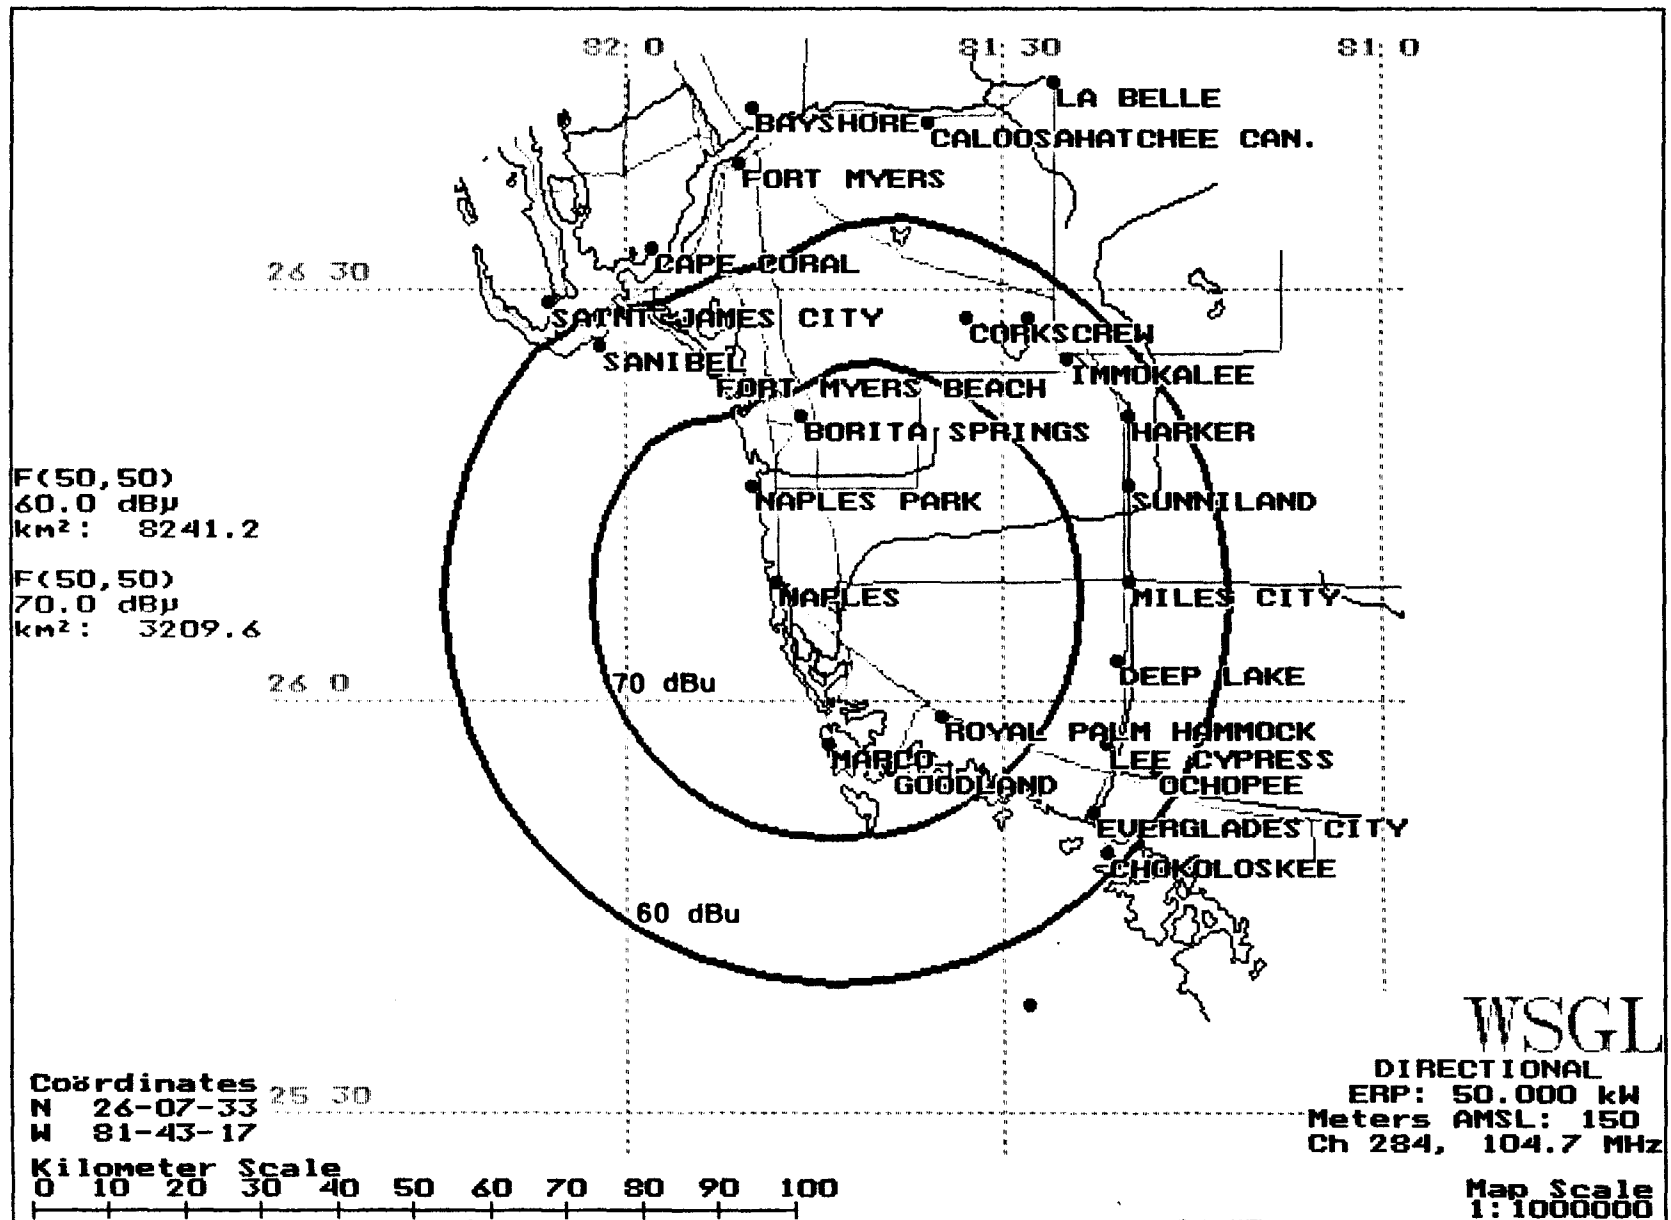 82 0
81 30
81 0
LA BELLE
BAYSHORE
CALOOSAHATCHEE CAN.
FORT MYERS
CAPE CORAL
26 30
SAINT JAMES CITY
CORKSCREW
SANIBEL
IMMOKALEE
FORT MYERS BEACH
BORITA SPRINGS
HARKER
F(50,50)
60.0 dBµ
km²: 8241.2
NAPLES PARK
SUNNILAND
F(50,50)
70.0 dBµ
km²: 3209.6
NAPLES
MILES CITY
26 0
70 dBu
DEEP LAKE
ROYAL PALM HAMMOCK
MARCO
LEE CYPRESS
GOODLAND
OCHOPEE
EVERGLADES CITY
CHOKOLOSKEE
60 dBu
WSGL
DIRECTIONAL
ERP: 50.000 kW
Meters AMSL: 150
Ch 284, 104.7 MHz
Coordinates
N 26-07-33
W 81-43-17
25 30
Kilometer Scale
0 10 20 30 40 50 60 70 80 90 100
Map Scale
1:1000000